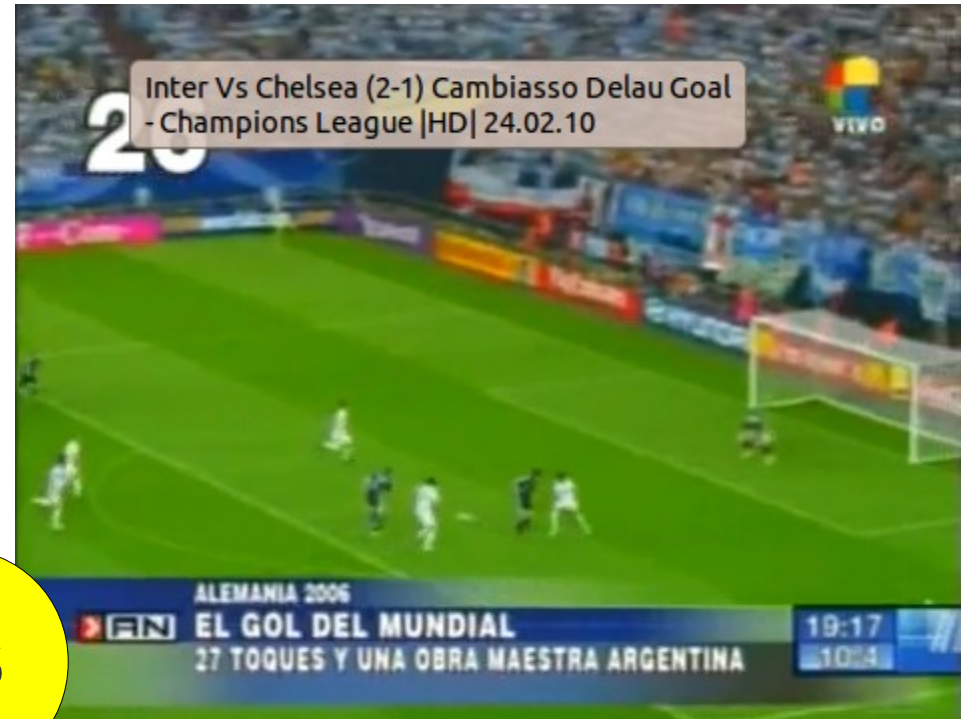 Inter Vs Chelsea (2-1) Cambiasso Delau Goal
- Champions League |HD| 24.02.10
VIVO
ALEMANIA 2006
AN EL GOL DEL MUNDIAL
27 TOQUES Y UNA OBRA MAESTRA ARGENTINA
19:17